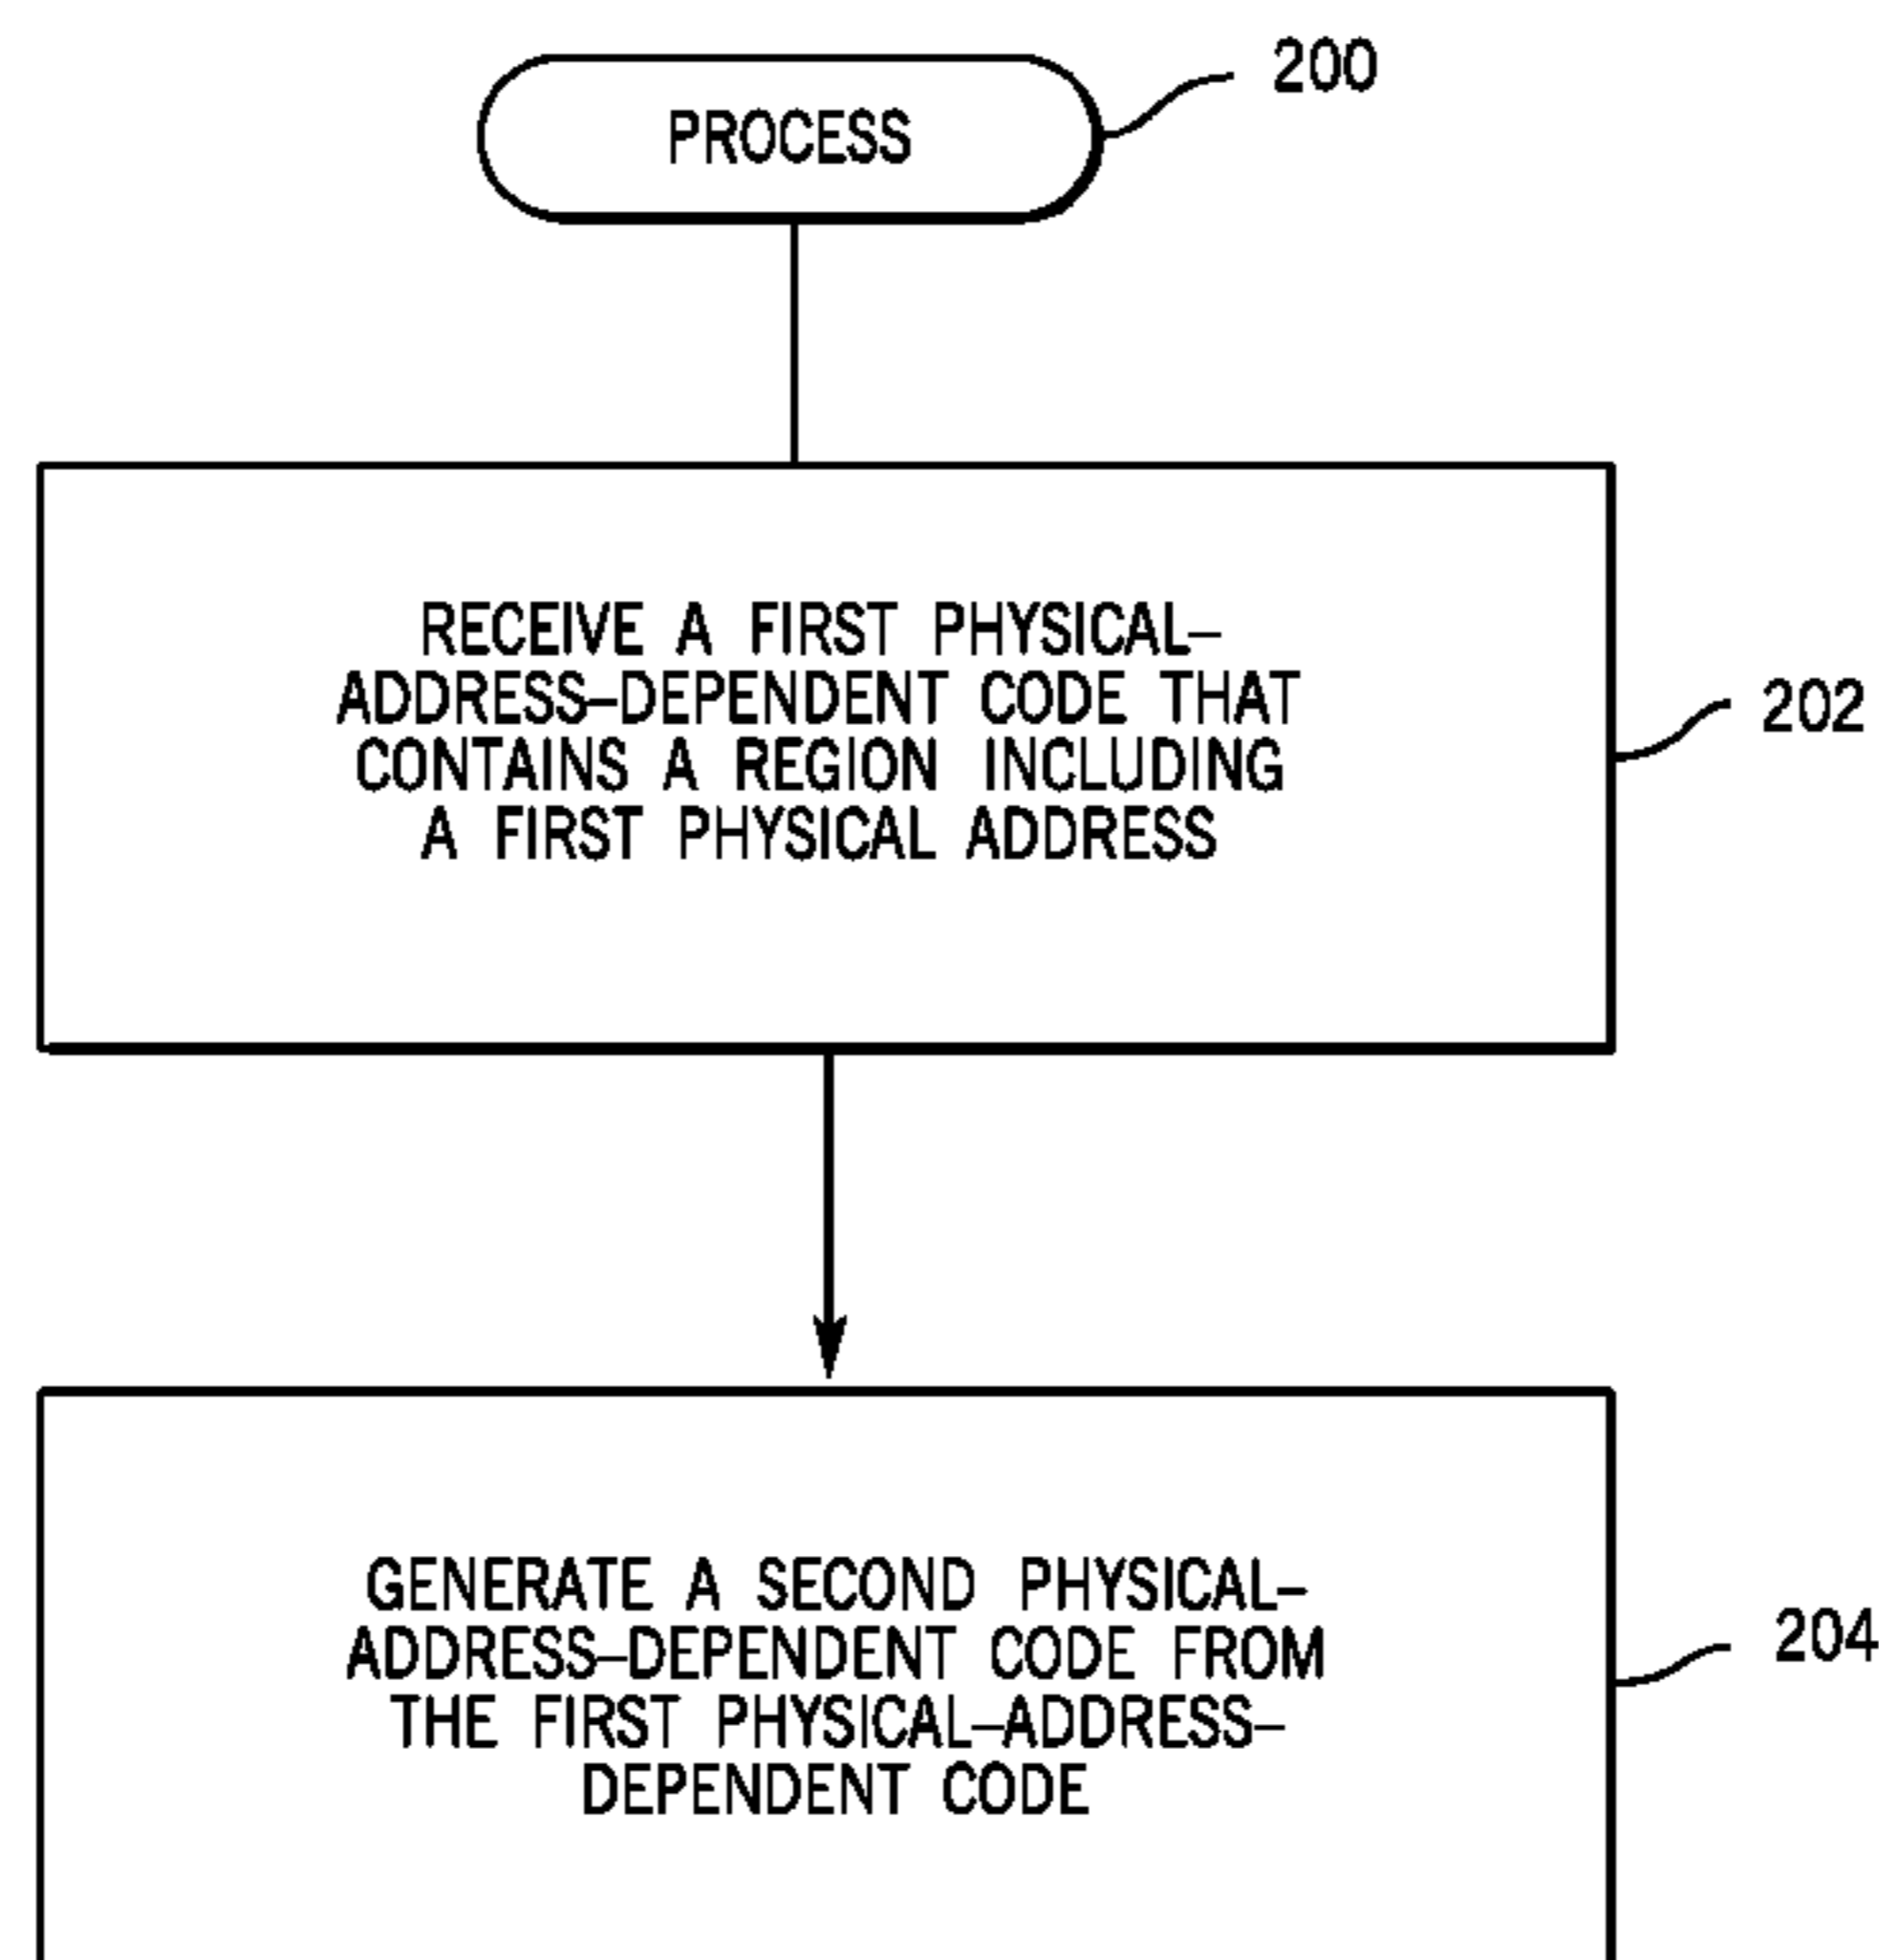 200
PROCESS
RECEIVE A FIRST PHYSICAL–
ADDRESS–DEPENDENT CODE THAT
CONTAINS A REGION INCLUDING
A FIRST PHYSICAL ADDRESS
202
GENERATE A SECOND PHYSICAL–
ADDRESS–DEPENDENT CODE FROM
THE FIRST PHYSICAL–ADDRESS–
DEPENDENT CODE
204